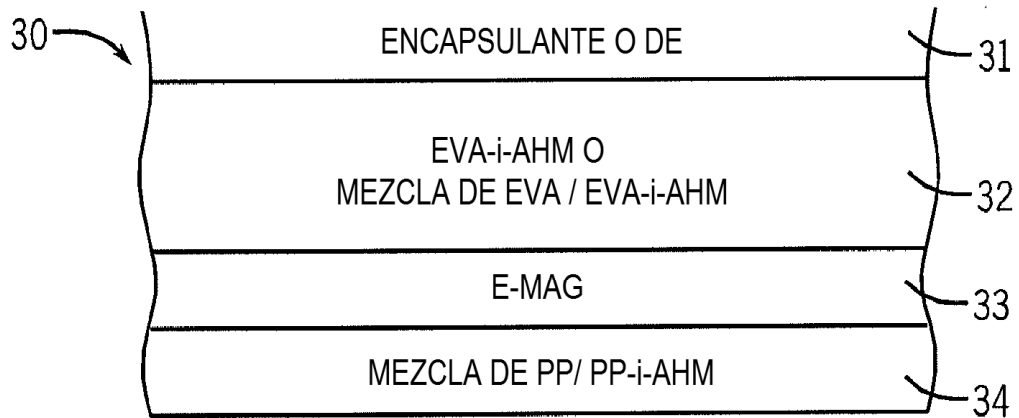 30
ENCAPSULANTE O DE
31
EVA-i-AHM O
MEZCLA DE EVA / EVA-i-AHM
32
E-MAG
33
MEZCLA DE PP/ PP-i-AHM
34